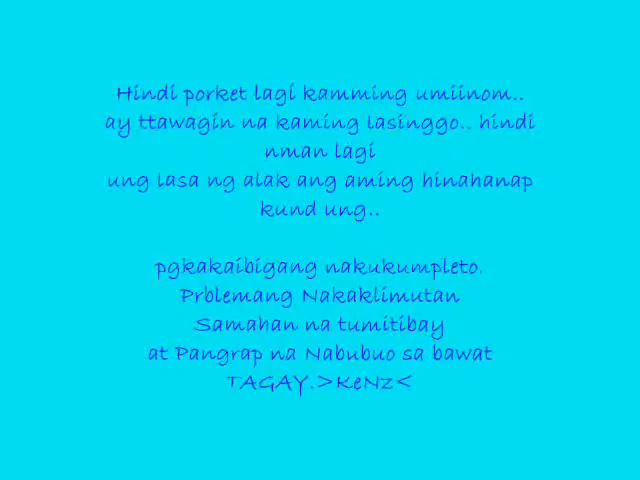 Hindi porket lagi kamming umiinom..
ay ttawagin na kaming lasinggo.. hindi
nman lagi
ung lasa ng alak ang aming hinahanap
kund ung..
pgkakaibigang nakukumpleto.
Prblemang Nakaklimutan
Samahan na tumitibay
at Pangrap na Nabubuo sa bawat
TAGAY.>KeNz<